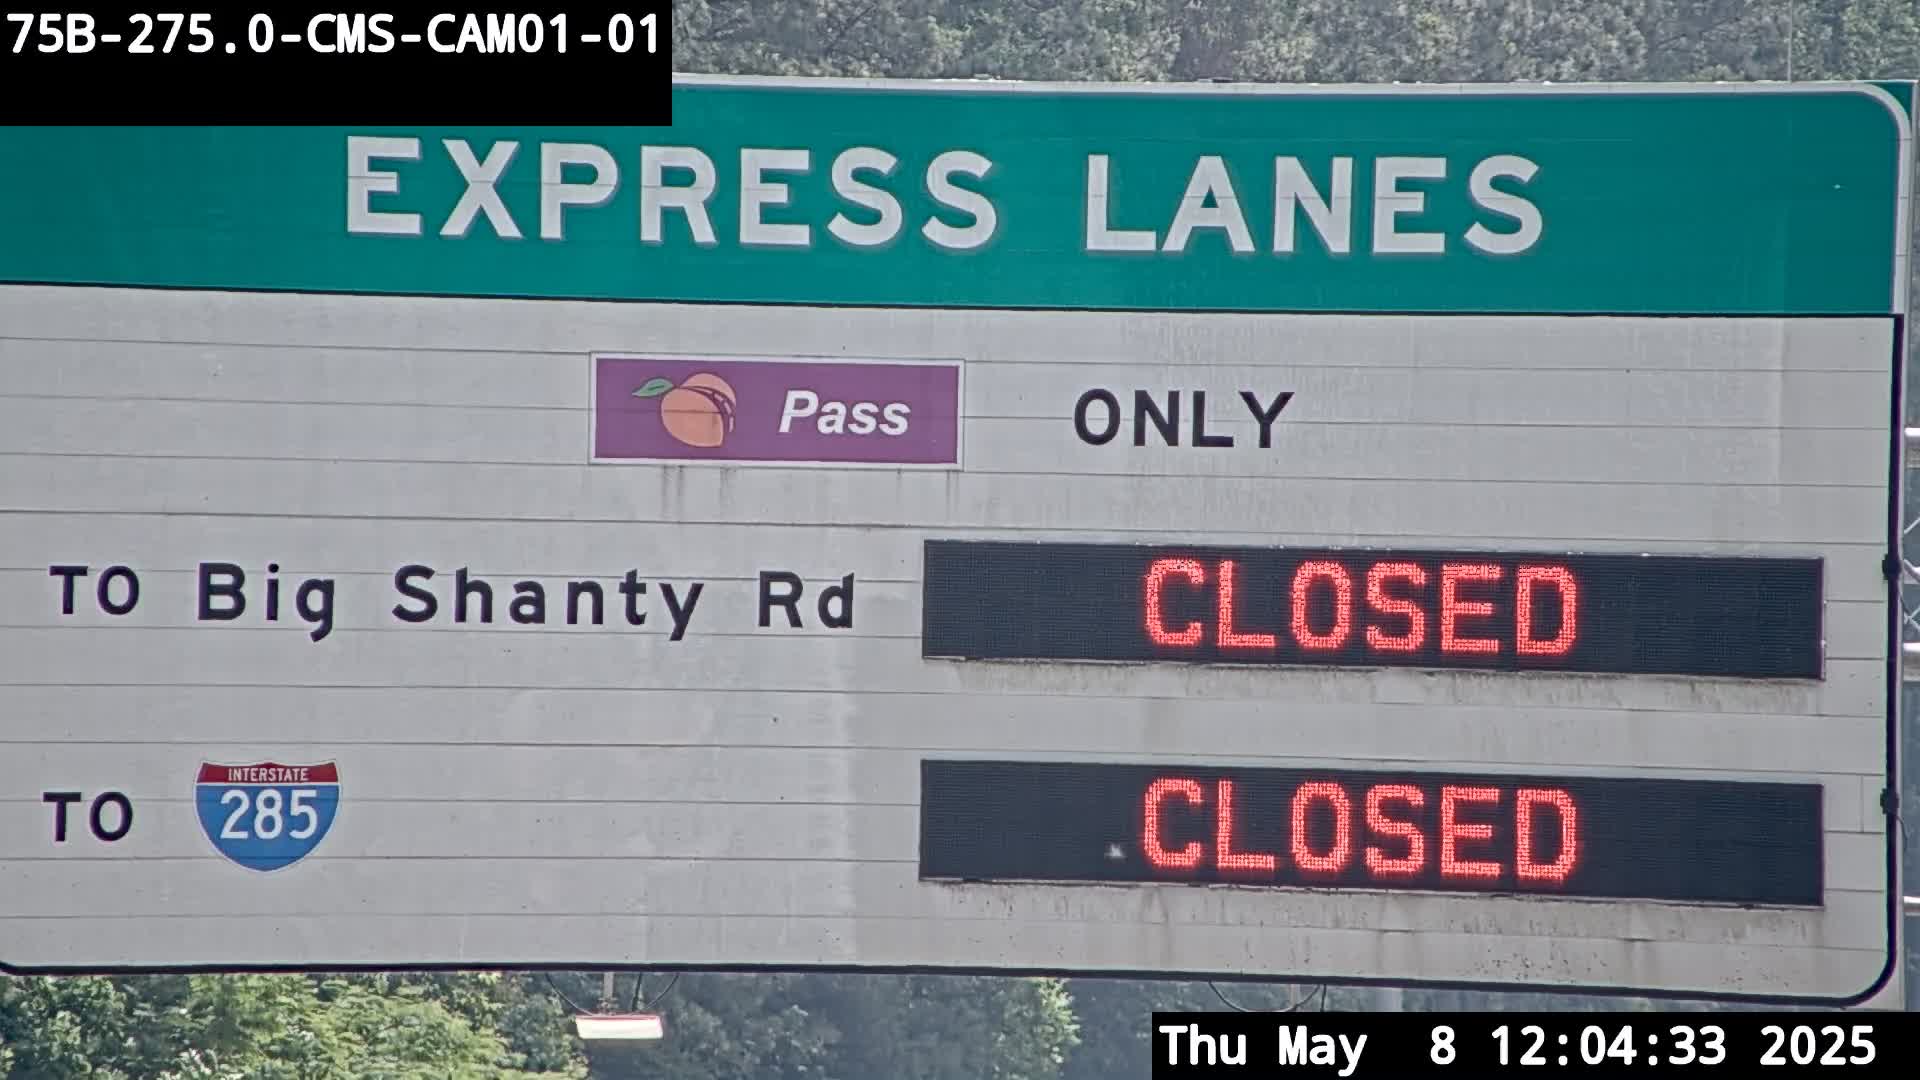 75B-275.0-CMS-CAM01-01
EXPRESS LANES
Pass ONLY
TO Big Shanty Rd CLOSED
INTERSTATE
TO 285 CLOSED
Thu May 8 12:04:33 2025